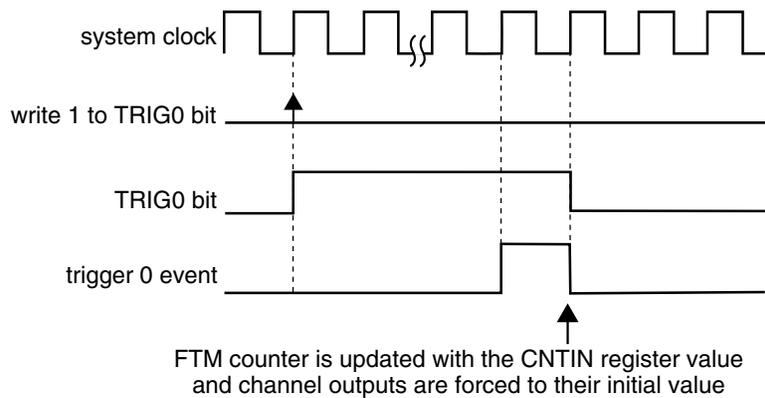 system clock
write 1 to TRIG0 bit
TRIG0 bit
trigger 0 event
FTM counter is updated with the CNTIN register value
and channel outputs are forced to their initial value